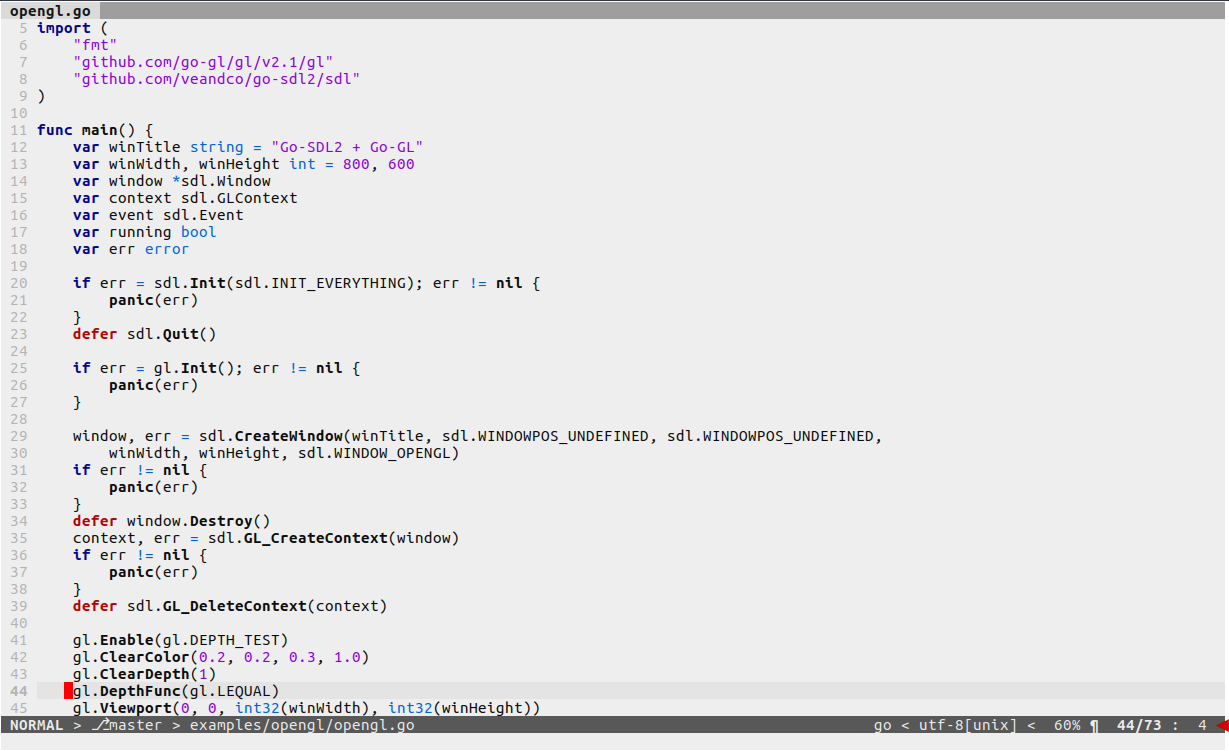 opengl.go
5 import (
6     "fmt"
7     "github.com/go-gl/gl/v2.1/gl"
8     "github.com/veandco/go-sdl2/sdl"
9 )
10
11 func main() {
12     var winTitle string = "Go-SDL2 + Go-GL"
13     var winWidth, winHeight int = 800, 600
14     var window *sdl.Window
15     var context sdl.GLContext
16     var event sdl.Event
17     var running bool
18     var err error
19
20     if err = sdl.Init(sdl.INIT_EVERYTHING); err != nil {
21         panic(err)
22     }
23     defer sdl.Quit()
24
25     if err = gl.Init(); err != nil {
26         panic(err)
27     }
28
29     window, err = sdl.CreateWindow(winTitle, sdl.WINDOWPOS_UNDEFINED, sdl.WINDOWPOS_UNDEFINED,
30         winWidth, winHeight, sdl.WINDOW_OPENGL)
31     if err != nil {
32         panic(err)
33     }
34     defer window.Destroy()
35     context, err = sdl.GL_CreateContext(window)
36     if err != nil {
37         panic(err)
38     }
39     defer sdl.GL_DeleteContext(context)
40
41     gl.Enable(gl.DEPTH_TEST)
42     gl.ClearColor(0.2, 0.2, 0.3, 1.0)
43     gl.ClearDepth(1)
44     gl.DepthFunc(gl.LEQUAL)
45     gl.Viewport(0, 0, int32(winWidth), int32(winHeight))
NORMAL > ⎇master > examples/opengl/opengl.go go < utf-8[unix] < 60% ¶ 44/73 : 4